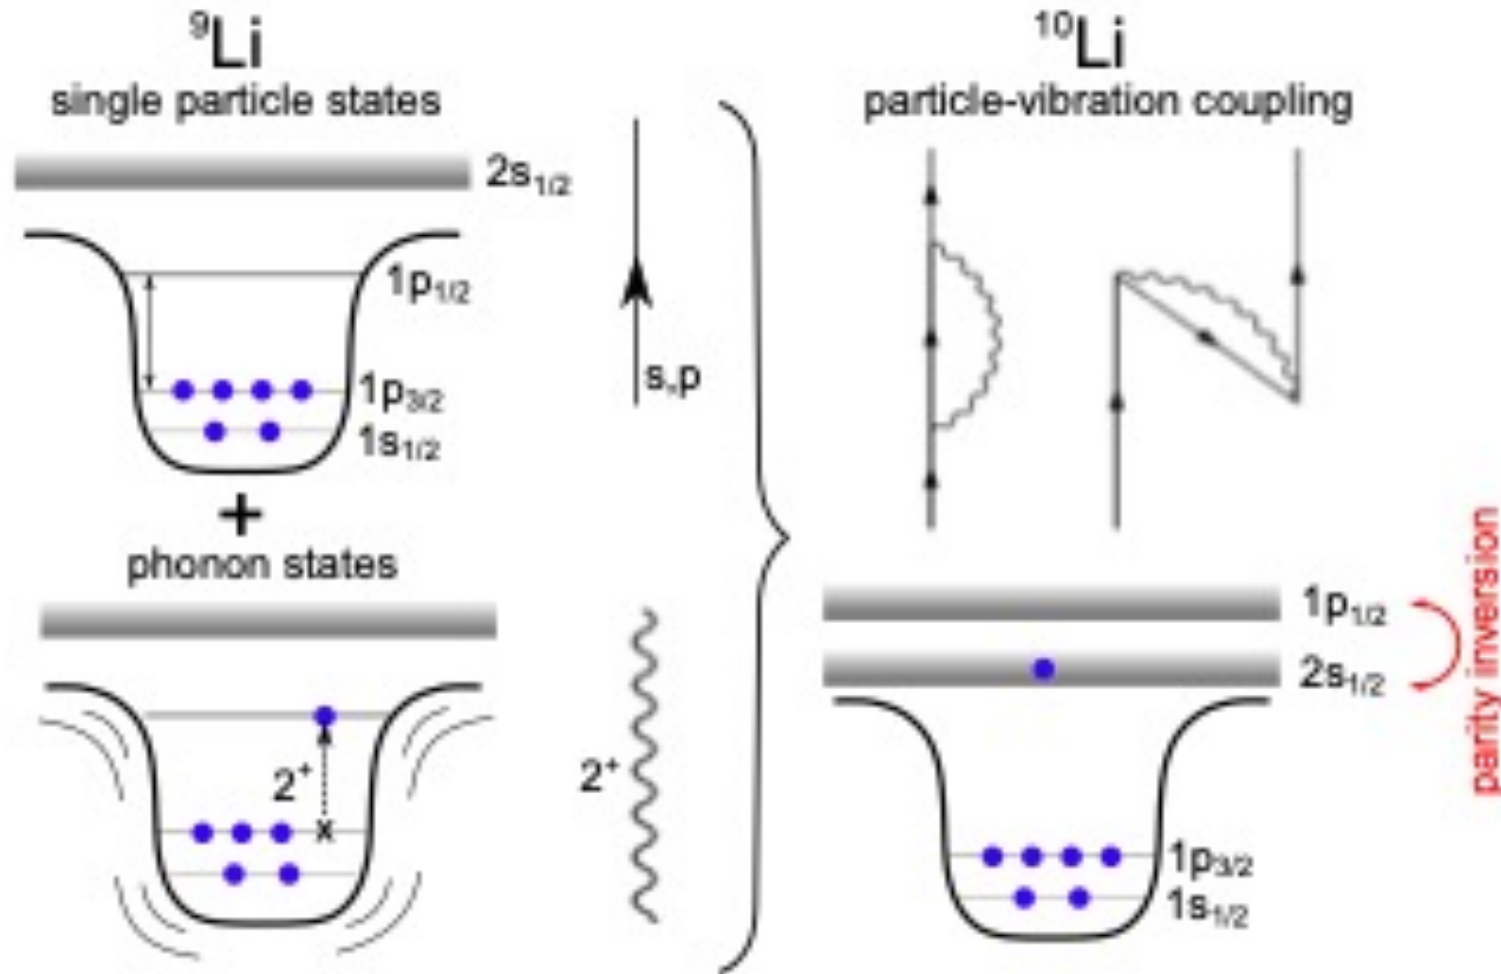 ⁹Li
single particle states
2s₁/₂
1p₁/₂
1p₃/₂
1s₁/₂
s,p
+
phonon states
2⁺
2⁺
¹⁰Li
particle-vibration coupling
1p₁/₂
2s₁/₂
parity inversion
1p₃/₂
1s₁/₂